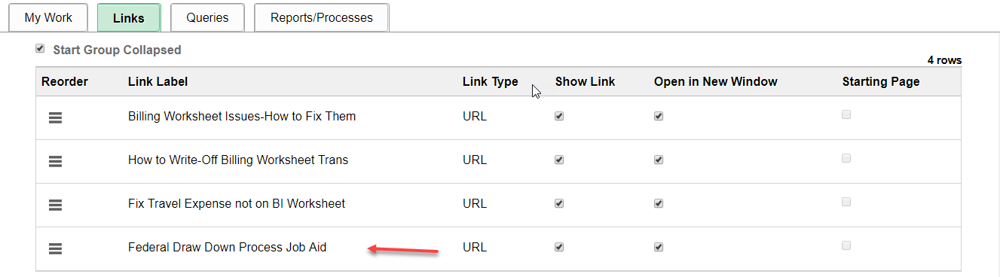 My Work Links Queries Reports/Processes
Start Group Collapsed
4 rows
Reorder Link Label Link Type Show Link Open in New Window Starting Page
Billing Worksheet Issues-How to Fix Them URL
How to Write-Off Billing Worksheet Trans URL
Fix Travel Expense not on BI Worksheet URL
Federal Draw Down Process Job Aid URL